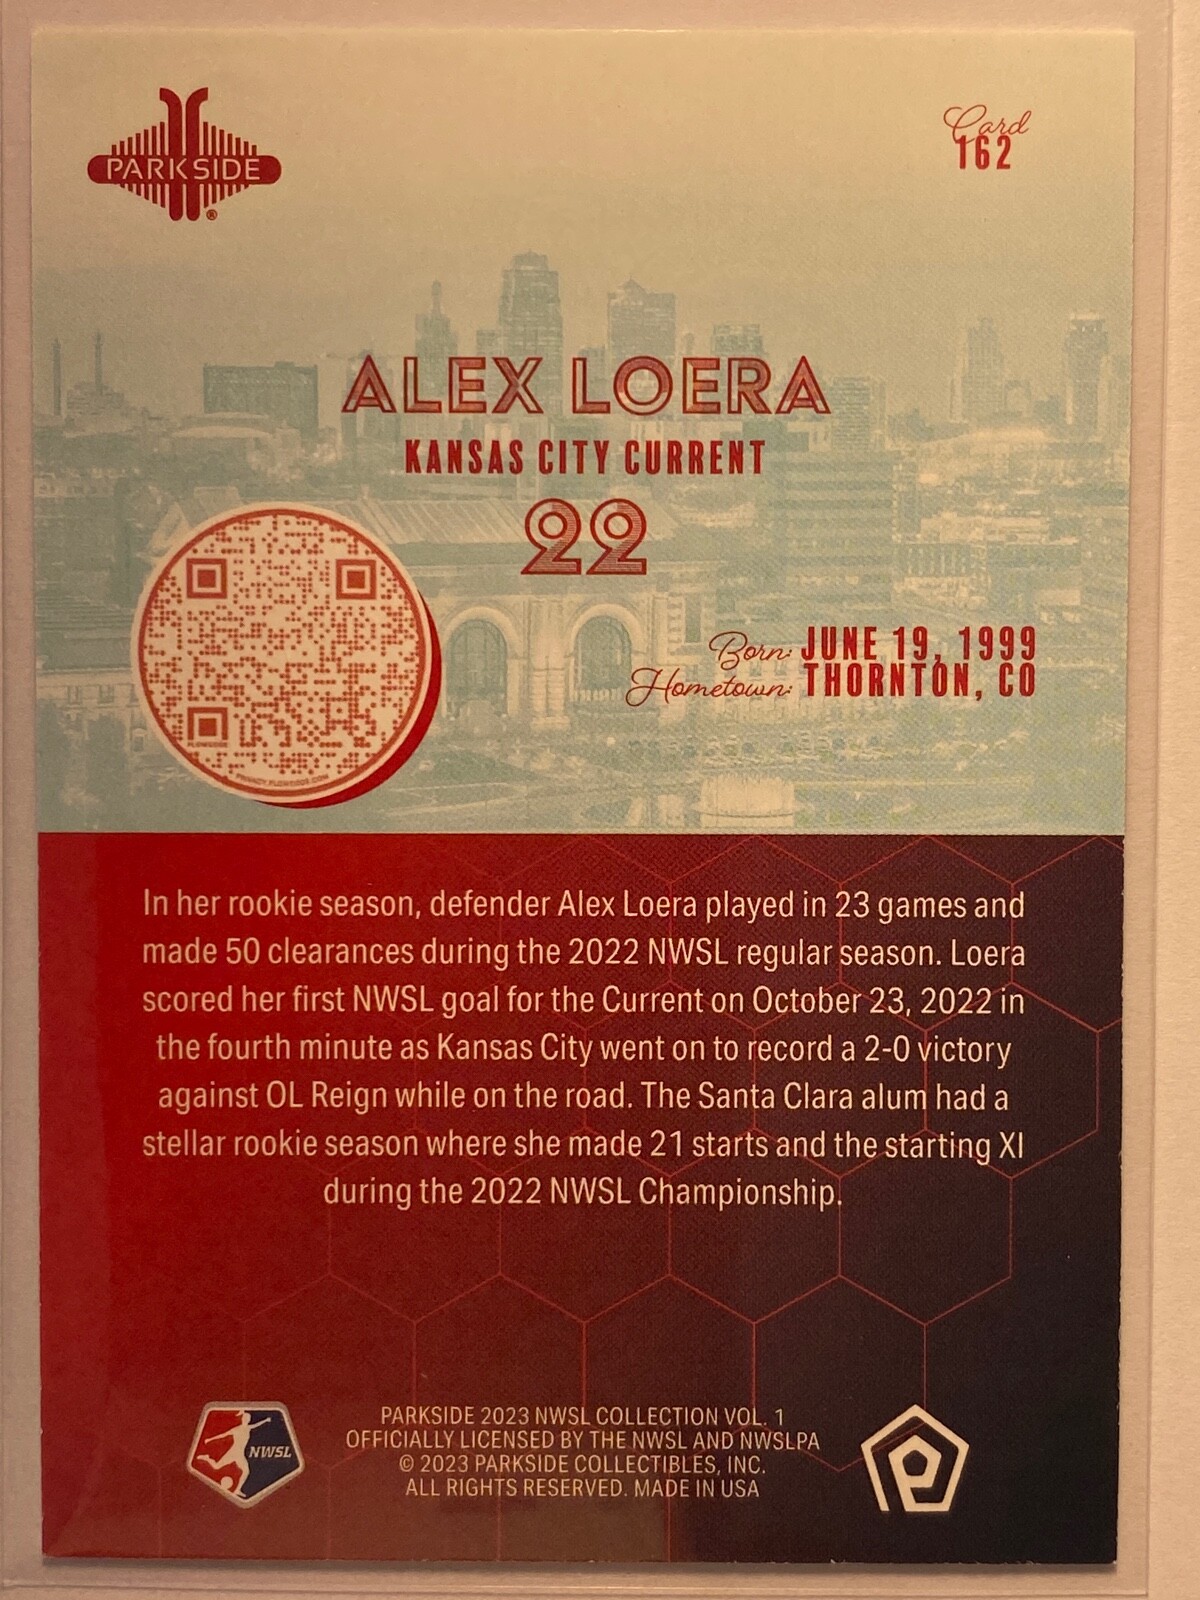 PARKSIDE
®
Card
162
ALEX LOERA
KANSAS CITY CURRENT
22
Born: JUNE 19, 1999
Hometown: THORNTON, CO
FLOWCODE
PRIVACY.FLOWCODE.COM
In her rookie season, defender Alex Loera played in 23 games and
made 50 clearances during the 2022 NWSL regular season. Loera
scored her first NWSL goal for the Current on October 23, 2022 in
the fourth minute as Kansas City went on to record a 2-0 victory
against OL Reign while on the road. The Santa Clara alum had a
stellar rookie season where she made 21 starts and the starting XI
during the 2022 NWSL Championship.
NWSL
PARKSIDE 2023 NWSL COLLECTION VOL. 1
OFFICIALLY LICENSED BY THE NWSL AND NWSLPA
© 2023 PARKSIDE COLLECTIBLES, INC.
ALL RIGHTS RESERVED. MADE IN USA